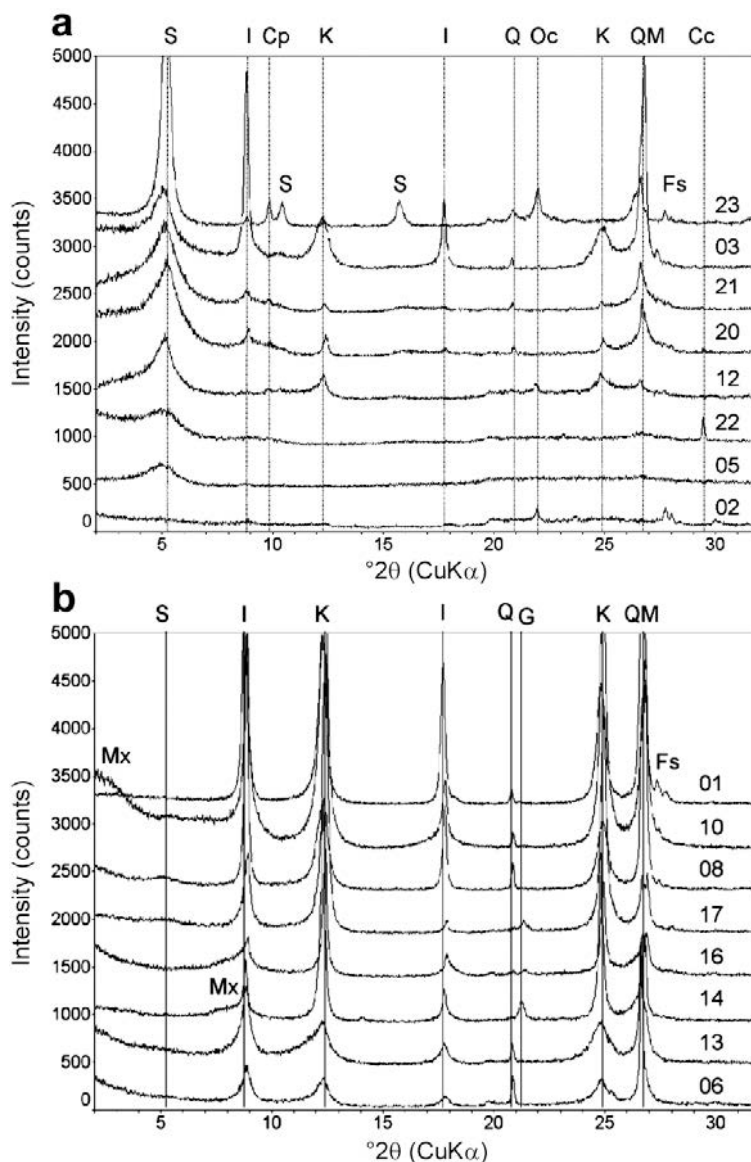 a
S I Cp K I Q Oc K QM Cc
5000
4500
4000
3500
3000
2500
2000
1500
1000
500
0
Intensity (counts)
S S Fs
23
03
21
20
12
22
05
02
5 10 15 20 25 30
°2θ (CuKα)
b
S I K I Q G K QM
5000
4500
4000
3500
3000
2500
2000
1500
1000
500
0
Intensity (counts)
Mx Fs
Mx
01
10
08
17
16
14
13
06
5 10 15 20 25 30
°2θ (CuKα)